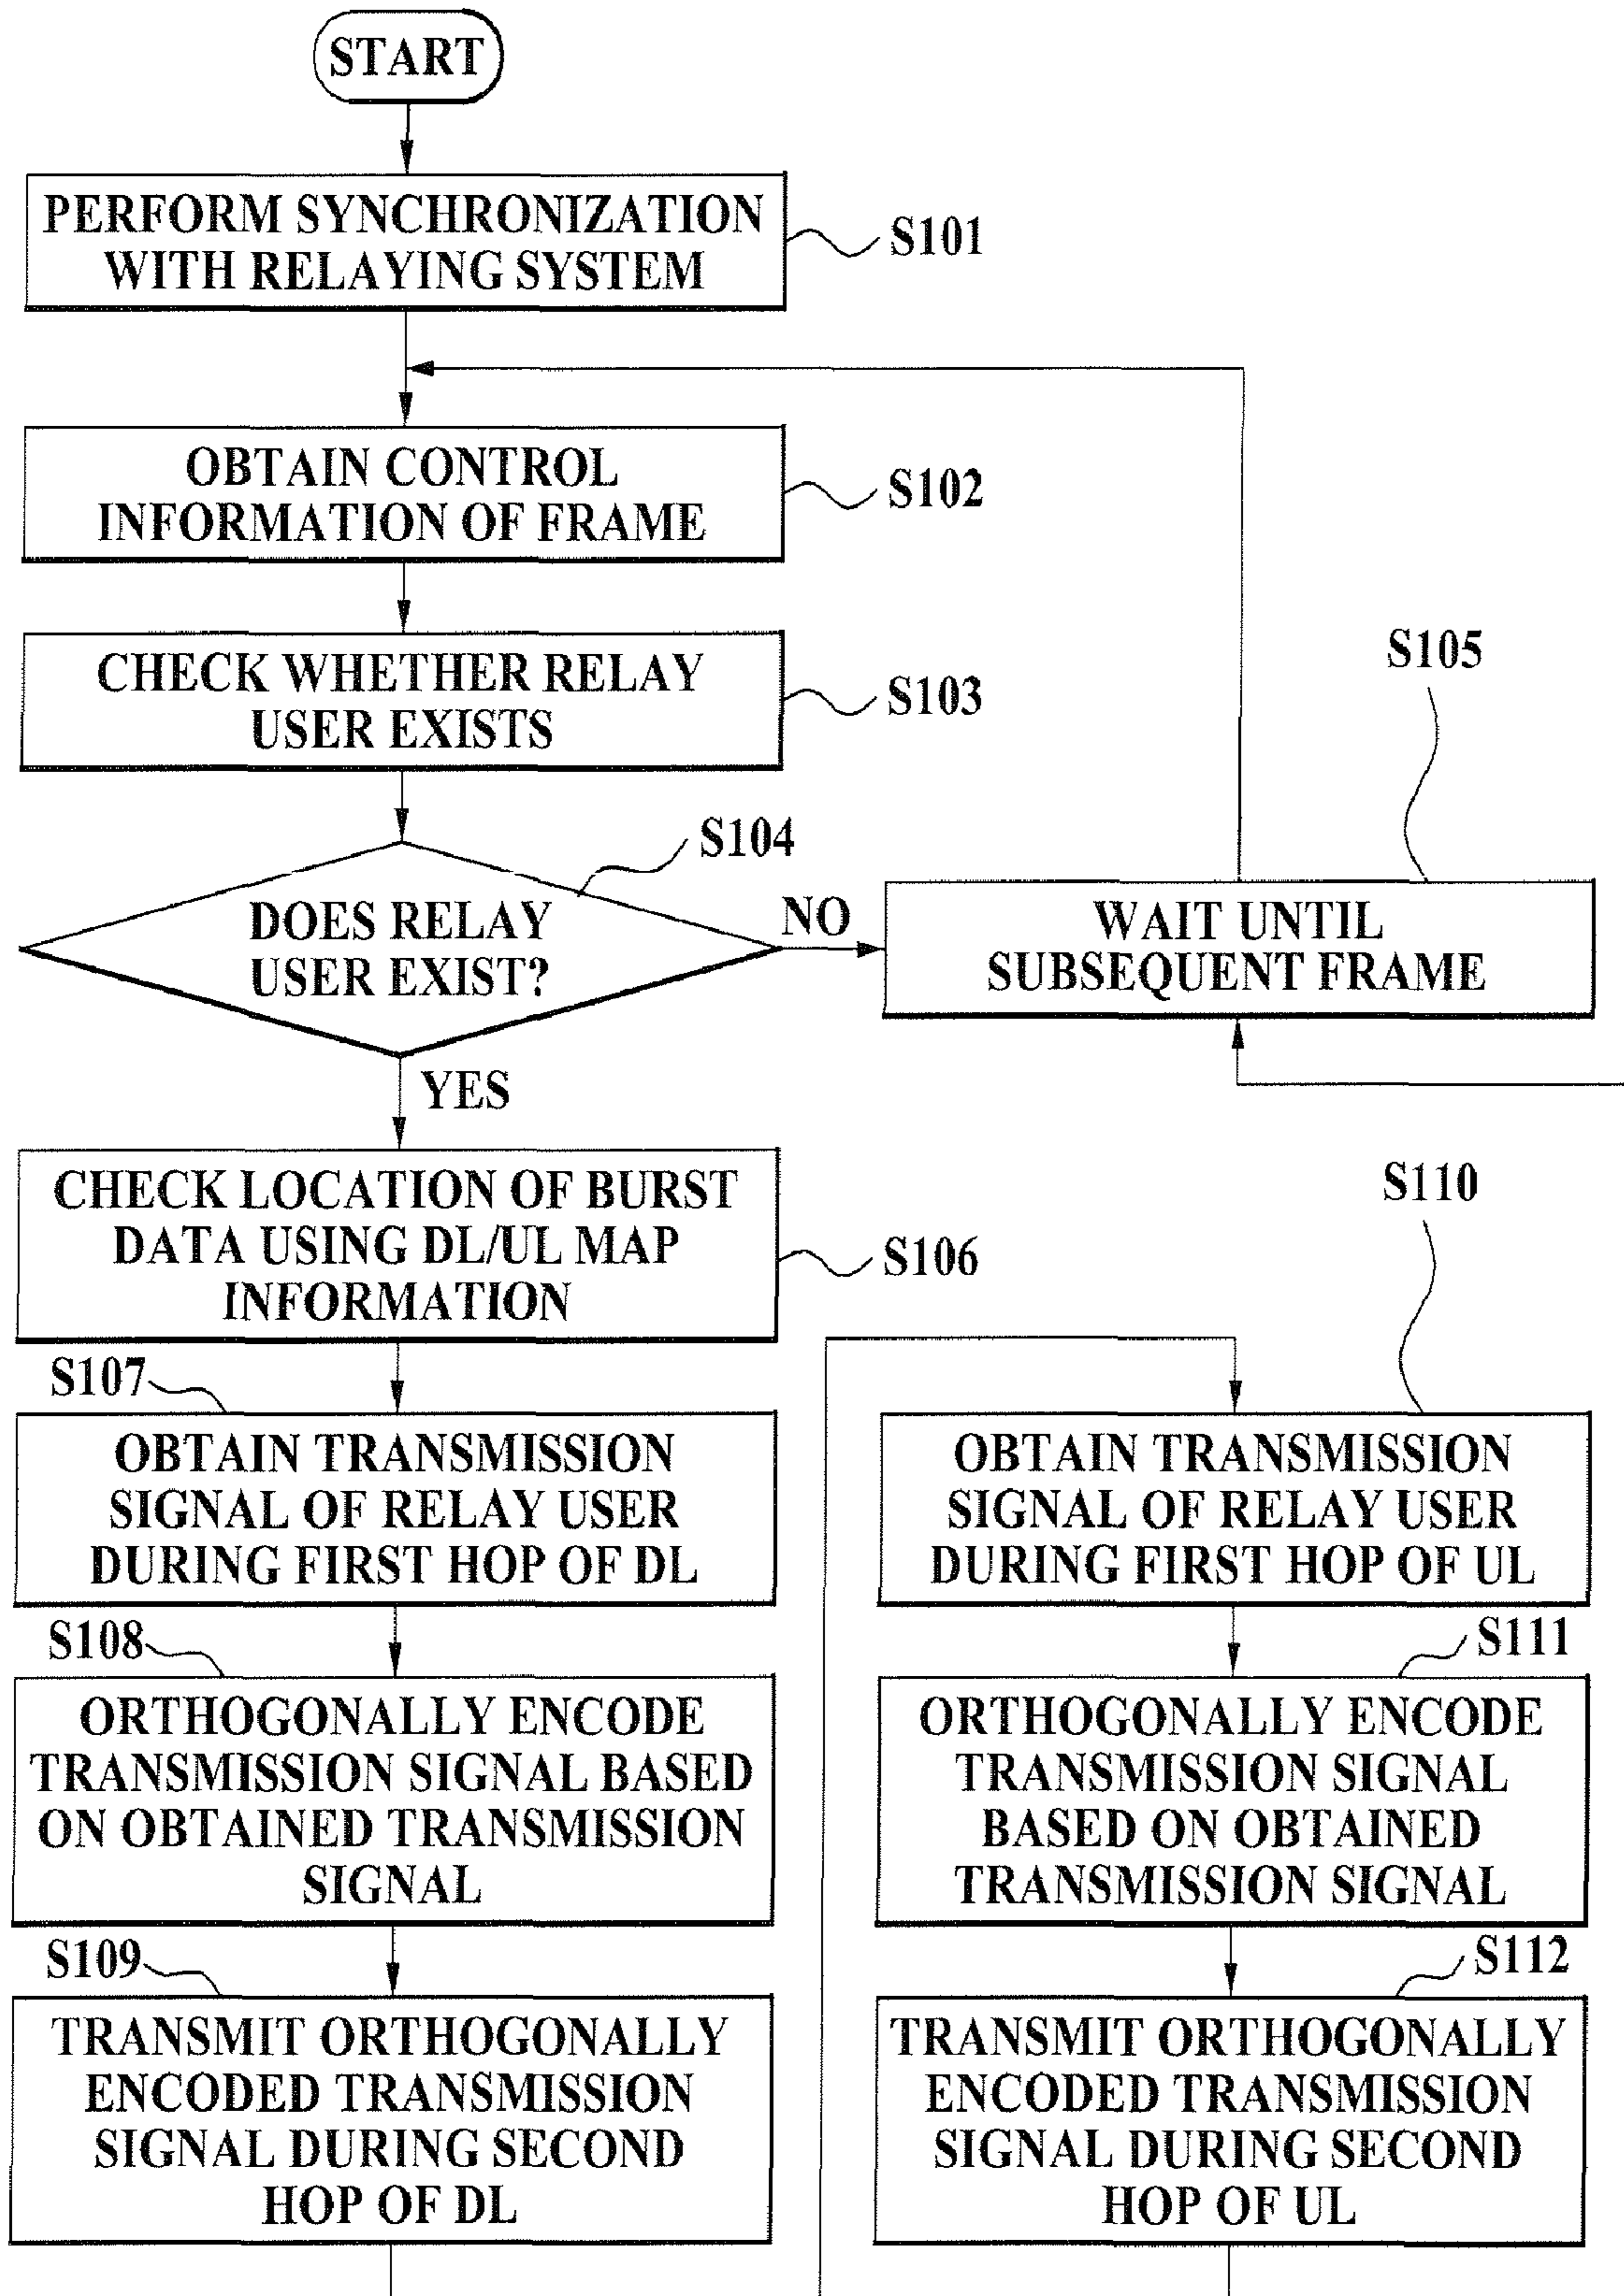 START
PERFORM SYNCHRONIZATION
WITH RELAYING SYSTEM
S101
OBTAIN CONTROL
INFORMATION OF FRAME
S102
CHECK WHETHER RELAY
USER EXISTS
S103
S104
DOES RELAY
USER EXIST?
NO
S105
WAIT UNTIL
SUBSEQUENT FRAME
YES
CHECK LOCATION OF BURST
DATA USING DL/UL MAP
INFORMATION
S106
S107
OBTAIN TRANSMISSION
SIGNAL OF RELAY USER
DURING FIRST HOP OF DL
S108
ORTHOGONALLY ENCODE
TRANSMISSION SIGNAL BASED
ON OBTAINED TRANSMISSION
SIGNAL
S109
TRANSMIT ORTHOGONALLY
ENCODED TRANSMISSION
SIGNAL DURING SECOND
HOP OF DL
S110
OBTAIN TRANSMISSION
SIGNAL OF RELAY USER
DURING FIRST HOP OF UL
S111
ORTHOGONALLY ENCODE
TRANSMISSION SIGNAL
BASED ON OBTAINED
TRANSMISSION SIGNAL
S112
TRANSMIT ORTHOGONALLY
ENCODED TRANSMISSION
SIGNAL DURING SECOND
HOP OF UL